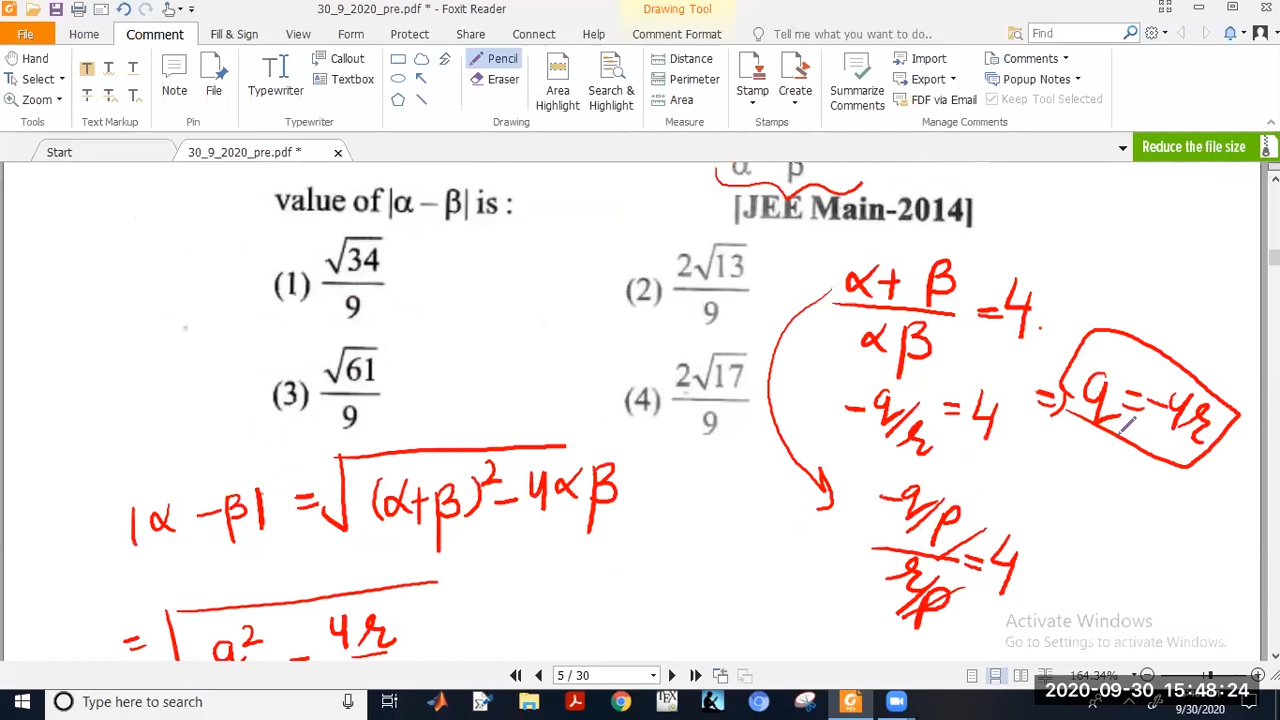 30_9_2020_pre.pdf * - Foxit Reader
Drawing Tool
File Home Comment Fill & Sign View Form Protect Share Connect Help Comment Format Tell me what you want to do.. Find
Hand
Select
Zoom
Tools
Text Markup
Note
File
Pin
Typewriter
Callout
Textbox
Typewriter
Pencil
Eraser
Drawing
Area Highlight
Search & Highlight
Distance
Perimeter
Area
Measure
Stamp
Create
Stamps
Summarize Comments
Import
Export
FDF via Email
Comments
Popup Notes
Keep Tool Selected
Manage Comments
Start
30_9_2020_pre.pdf *
Reduce the file size
α β
value of |α – β| is :
[JEE Main-2014]
(1) √34/9
(2) 2√13/9
(3) √61/9
(4) 2√17/9
α+β/αβ = 4
-q/r = 4 ⇒ q = -4r
-q/p / r/p = 4
|α - β| = √(α+β)² - 4αβ
= √q² - 4r
Activate Windows
Go to Settings to activate Windows.
5 / 30
164.34%
Type here to search
2020-09-30 15:48:24
9/30/2020